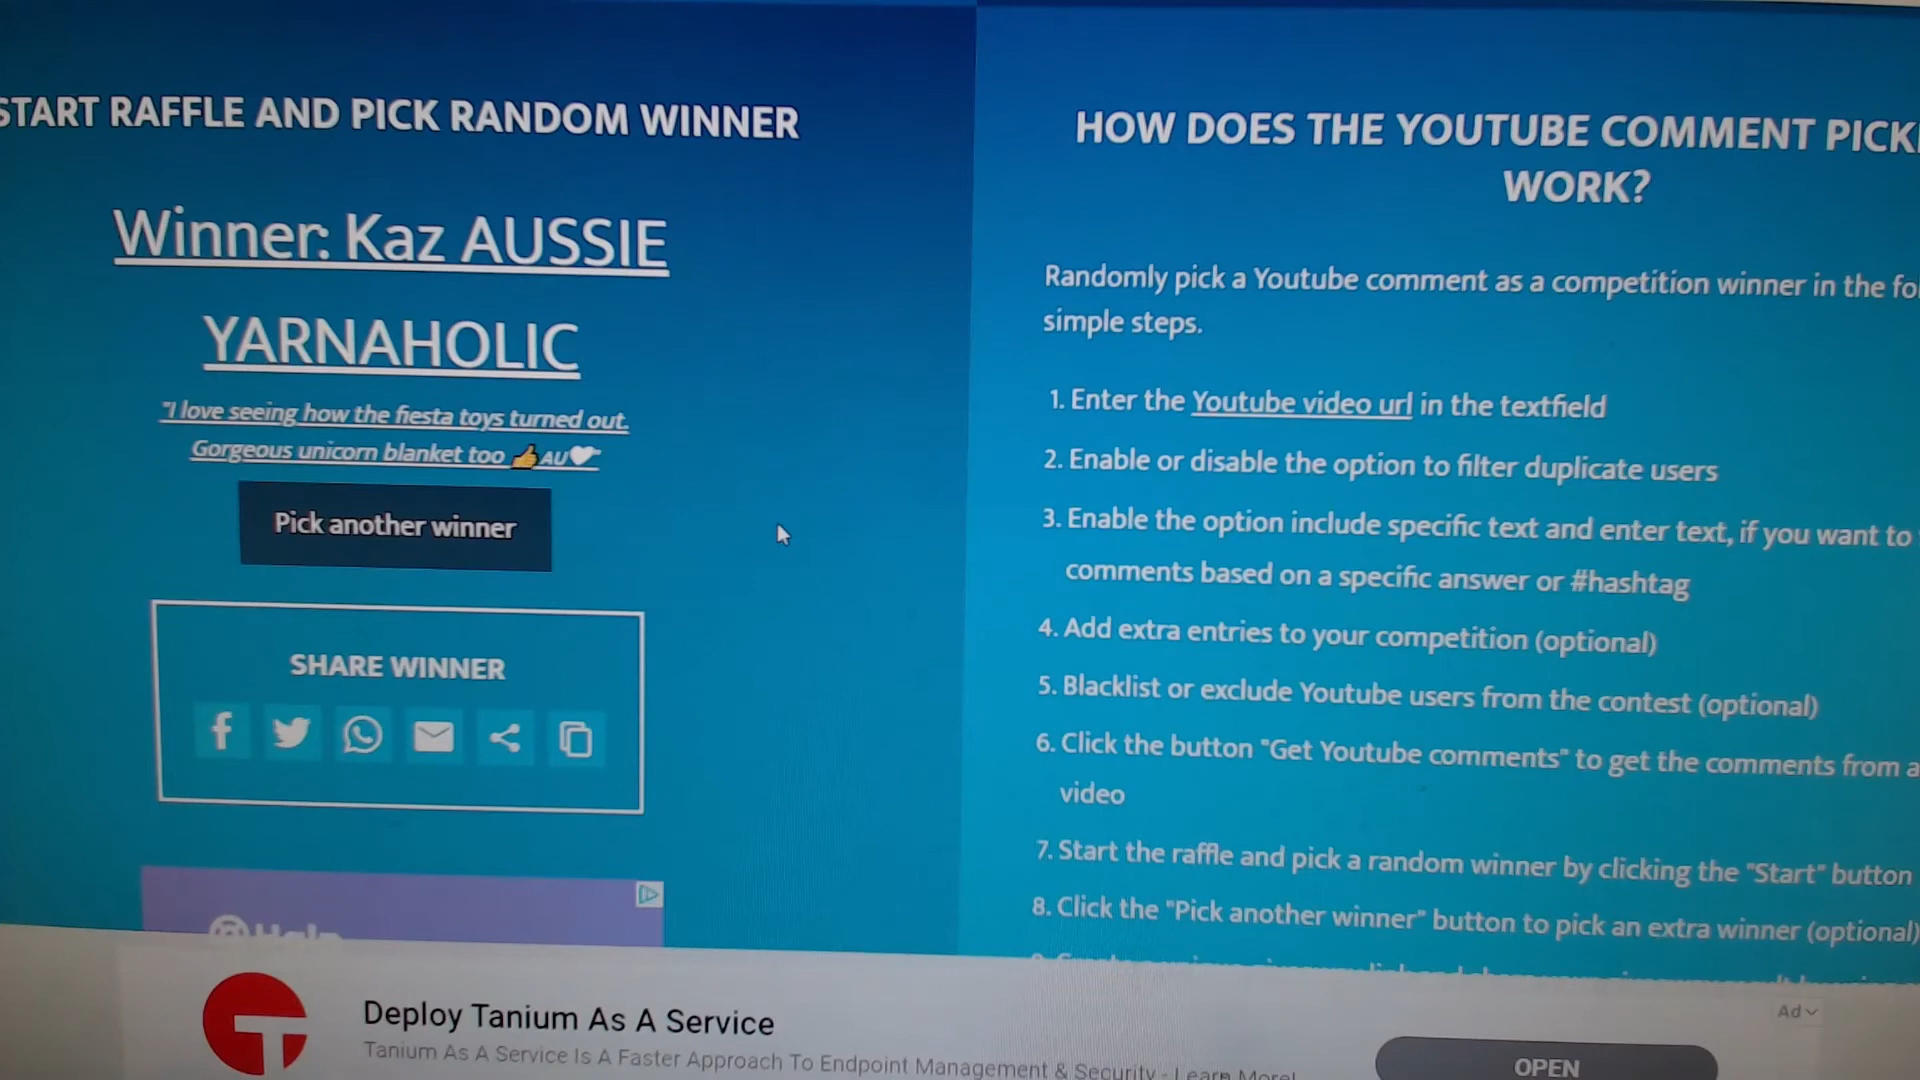 START RAFFLE AND PICK RANDOM WINNER
Winner: Kaz AUSSIE
YARNAHOLIC
"I love seeing how the fiesta toys turned out.
Gorgeous unicorn blanket too 👍AU🤍"
Pick another winner
SHARE WINNER
HOW DOES THE YOUTUBE COMMENT PICK
WORK?
Randomly pick a Youtube comment as a competition winner in the fo
simple steps.
1. Enter the Youtube video url in the textfield
2. Enable or disable the option to filter duplicate users
3. Enable the option include specific text and enter text, if you want to
comments based on a specific answer or #hashtag
4. Add extra entries to your competition (optional)
5. Blacklist or exclude Youtube users from the contest (optional)
6. Click the button "Get Youtube comments" to get the comments from a
video
7. Start the raffle and pick a random winner by clicking the "Start" button
8. Click the "Pick another winner" button to pick an extra winner (optional)
Deploy Tanium As A Service
Tanium As A Service Is A Faster Approach To Endpoint Management & Security - Learn More!
Ad
OPEN